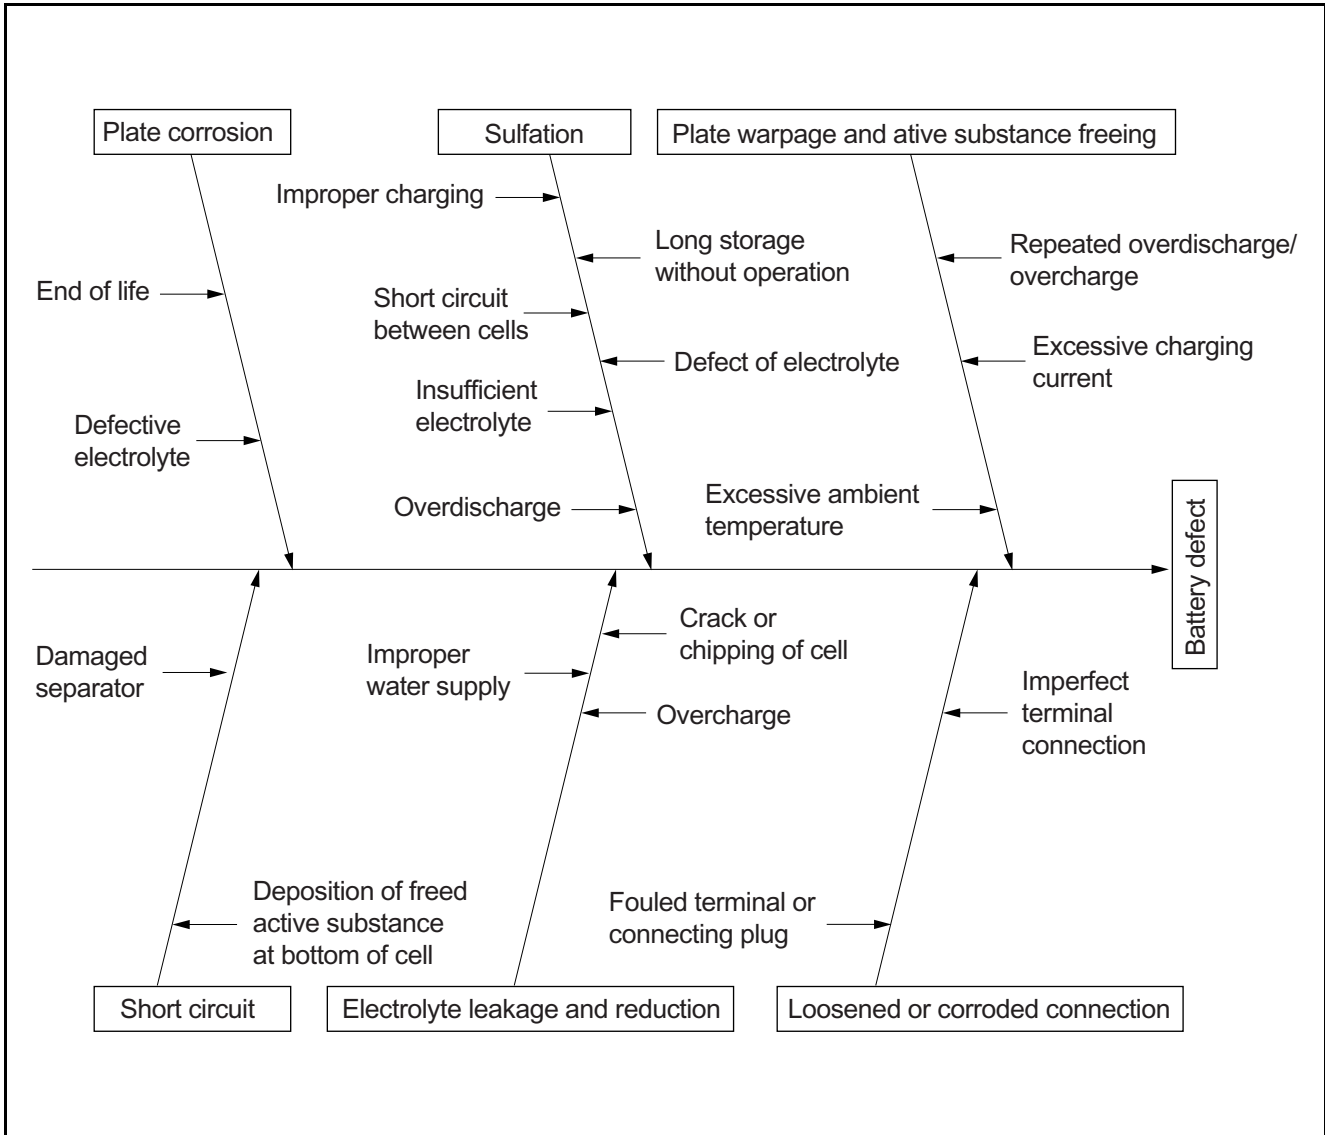 Plate corrosion
Sulfation
Plate warpage and ative substance freeing
Improper charging
Long storage
without operation
Repeated overdischarge/
overcharge
End of life
Short circuit
between cells
Defect of electrolyte
Excessive charging
current
Insufficient
electrolyte
Defective
electrolyte
Overdischarge
Excessive ambient
temperature
Battery defect
Damaged
separator
Improper
water supply
Crack or
chipping of cell
Overcharge
Imperfect
terminal
connection
Deposition of freed
active substance
at bottom of cell
Fouled terminal or
connecting plug
Short circuit
Electrolyte leakage and reduction
Loosened or corroded connection